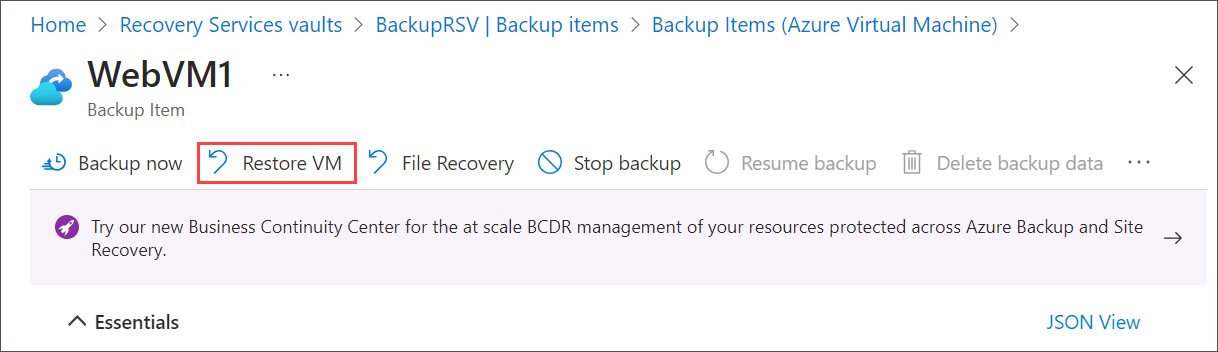 Home > Recovery Services vaults > BackupRSV | Backup items > Backup Items (Azure Virtual Machine) >
WebVM1 ...
Backup Item
Backup now Restore VM File Recovery Stop backup Resume backup Delete backup data ...
Try our new Business Continuity Center for the at scale BCDR management of your resources protected across Azure Backup and Site
Recovery.
Essentials JSON View